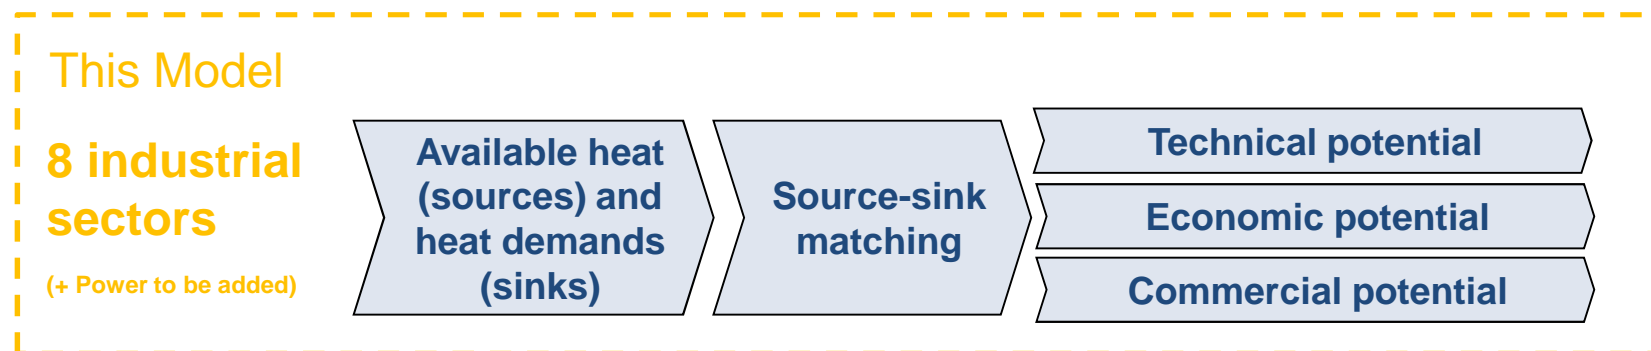 This Model
8 industrial
sectors
(+ Power to be added)
Available heat
(sources) and
heat demands
(sinks)
Source-sink
matching
Technical potential
Economic potential
Commercial potential